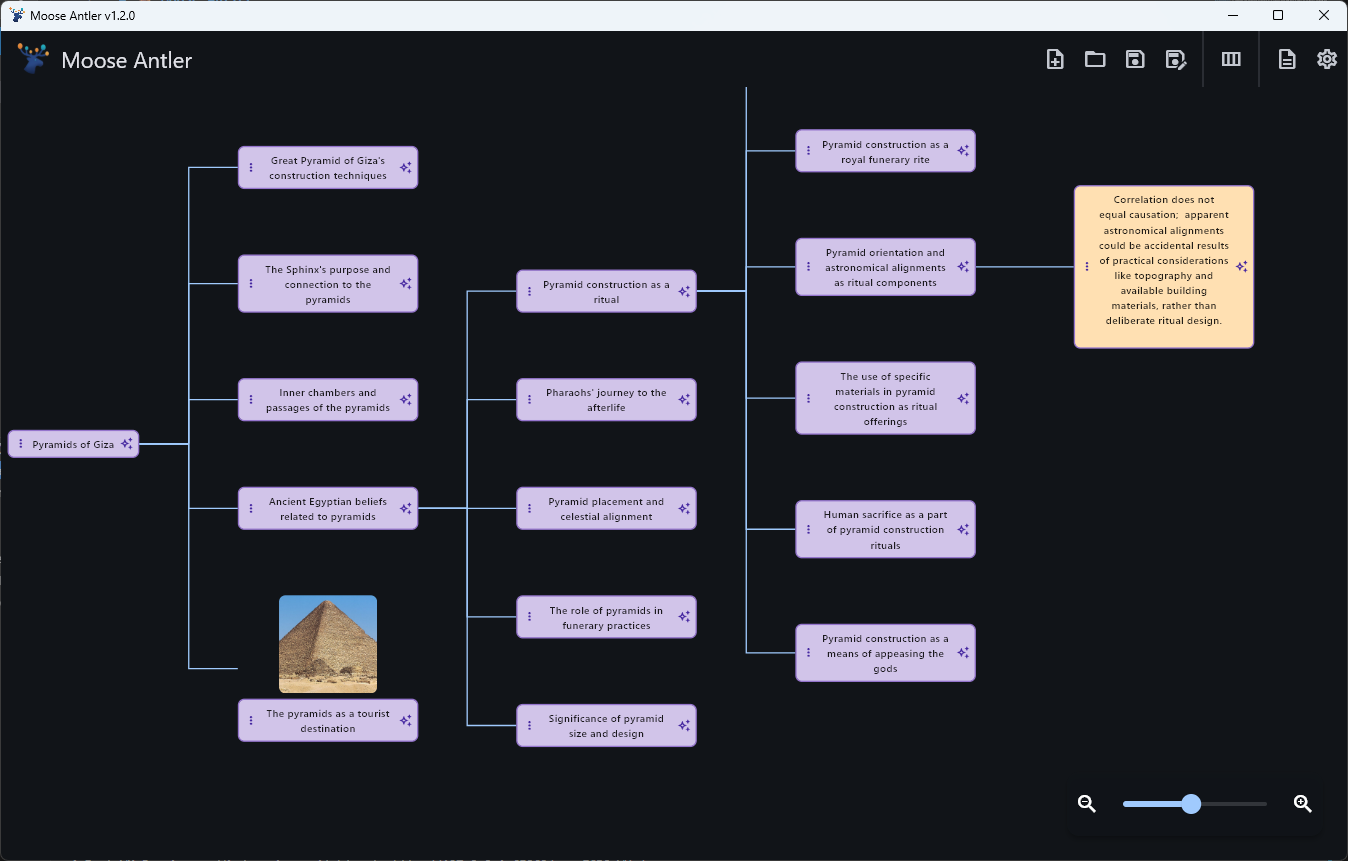 Moose Antler v1.2.0
Moose Antler
Pyramids of Giza
Great Pyramid of Giza's
construction techniques
The Sphinx's purpose and
connection to the
pyramids
Inner chambers and
passages of the pyramids
Ancient Egyptian beliefs
related to pyramids
The pyramids as a tourist
destination
Pyramid construction as a
ritual
Pharaohs' journey to the
afterlife
Pyramid placement and
celestial alignment
The role of pyramids in
funerary practices
Significance of pyramid
size and design
Pyramid construction as a
royal funerary rite
Pyramid orientation and
astronomical alignments
as ritual components
The use of specific
materials in pyramid
construction as ritual
offerings
Human sacrifice as a part
of pyramid construction
rituals
Pyramid construction as a
means of appeasing the
gods
Correlation does not
equal causation;  apparent
astronomical alignments
could be accidental results
of practical considerations
like topography and
available building
materials, rather than
deliberate ritual design.